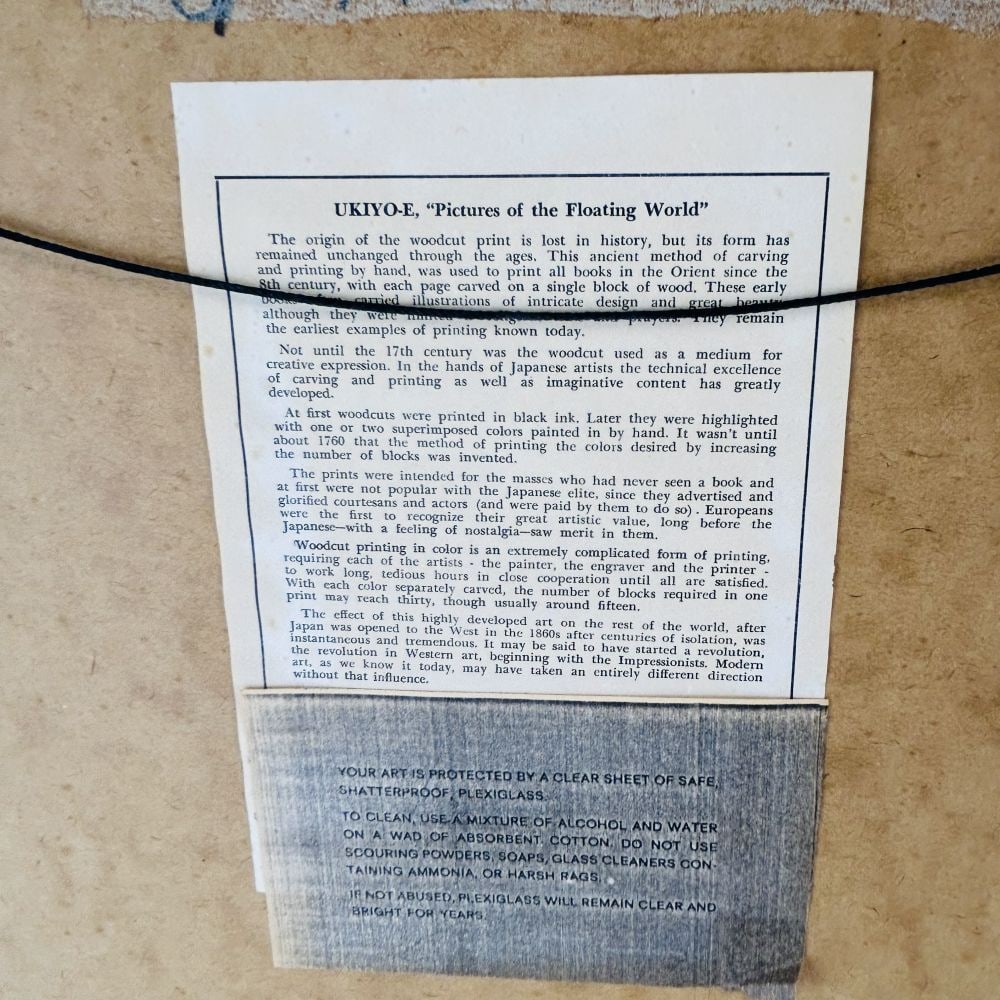 UKIYO-E, “Pictures of the Floating World”
The origin of the woodcut print is lost in history, but its form has
remained unchanged through the ages. This ancient method of carving
and printing by hand, was used to print all books in the Orient since the
8th century, with each page carved on a single block of wood. These early
books often carried illustrations of intricate design and great beauty
although they were limited and prayers. They remain
the earliest examples of printing known today.
Not until the 17th century was the woodcut used as a medium for
creative expression. In the hands of Japanese artists the technical excellence
of carving and printing as well as imaginative content has greatly
developed.
At first woodcuts were printed in black ink. Later they were highlighted
with one or two superimposed colors painted in by hand. It wasn't until
about 1760 that the method of printing the colors desired by increasing
the number of blocks was invented.
The prints were intended for the masses who had never seen a book and
at first were not popular with the Japanese elite, since they advertised and
glorified courtesans and actors (and were paid by them to do so). Europeans
were the first to recognize their great artistic value, long before the
Japanese—with a feeling of nostalgia—saw merit in them.
Woodcut printing in color is an extremely complicated form of printing,
requiring each of the artists - the painter, the engraver and the printer -
to work long, tedious hours in close cooperation until all are satisfied.
With each color separately carved, the number of blocks required in one
print may reach thirty, though usually around fifteen.
The effect of this highly developed art on the rest of the world, after
Japan was opened to the West in the 1860s after centuries of isolation, was
instantaneous and tremendous. It may be said to have started a revolution,
the revolution in Western art, beginning with the Impressionists. Modern
art, as we know it today, may have taken an entirely different direction
without that influence.
YOUR ART IS PROTECTED BY A CLEAR SHEET OF SAFE,
SHATTERPROOF, PLEXIGLASS.
TO CLEAN, USE A MIXTURE OF ALCOHOL AND WATER
ON A WAD OF ABSORBENT COTTON. DO NOT USE
SCOURING POWDERS, SOAPS, GLASS CLEANERS CON-
TAINING AMMONIA, OR HARSH RAGS.
IF NOT ABUSED, PLEXIGLASS WILL REMAIN CLEAR AND
BRIGHT FOR YEARS.